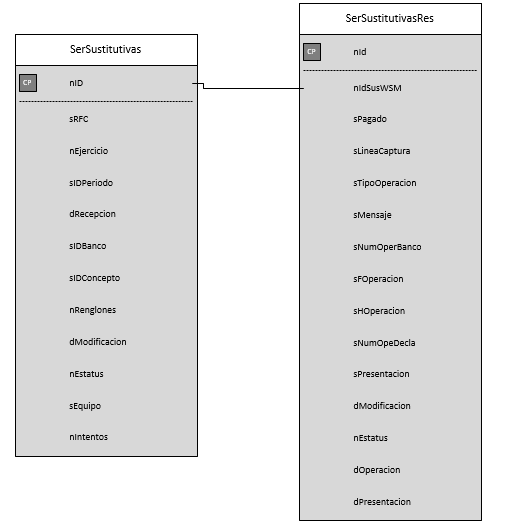 SerSustitutivas
CP nID
sRFC
nEjercicio
sIDPeriodo
dRecepcion
sIDBanco
sIDConcepto
nRenglones
dModificacion
nEstatus
sEquipo
nIntentos
SerSustitutivasRes
CP nId
nIdSusWSM
sPagado
sLineaCaptura
sTipoOperacion
sMensaje
sNumOperBanco
sFOperacion
sHOperacion
sNumOpeDecla
sPresentacion
dModificacion
nEstatus
dOperacion
dPresentacion